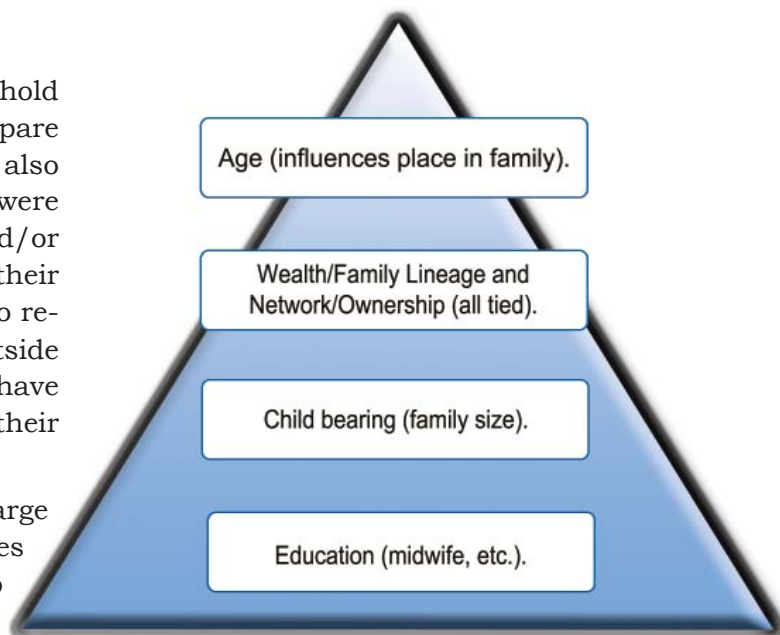 hold
pare
also
were
d/or
their
o re-
tside
have
their
arge
es
Age (influences place in family).
Wealth/Family Lineage and
Network/Ownership (all tied).
Child bearing (family size).
Education (midwife, etc.).